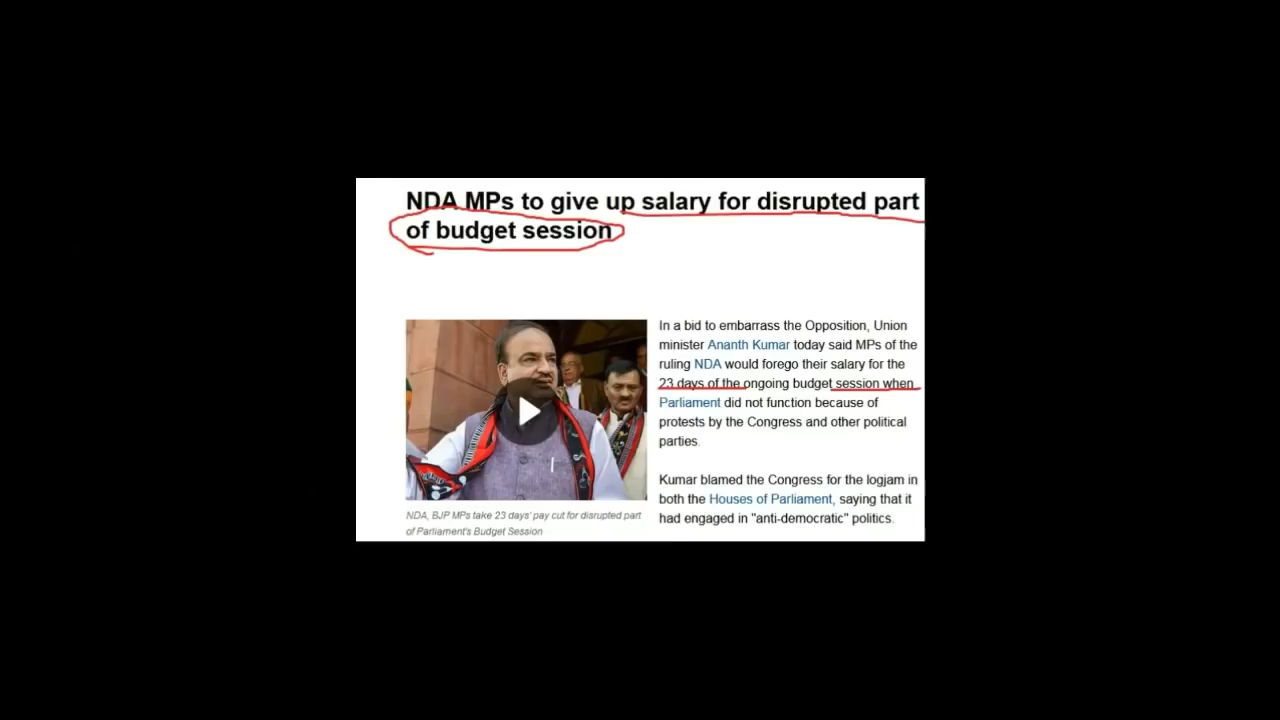 NDA MPs to give up salary for disrupted part
of budget session
In a bid to embarrass the Opposition, Union
minister Ananth Kumar today said MPs of the
ruling NDA would forego their salary for the
23 days of the ongoing budget session when
Parliament did not function because of
protests by the Congress and other political
parties.
Kumar blamed the Congress for the logjam in
both the Houses of Parliament, saying that it
had engaged in "anti-democratic" politics.
NDA, BJP MPs take 23 days' pay cut for disrupted part
of Parliament's Budget Session